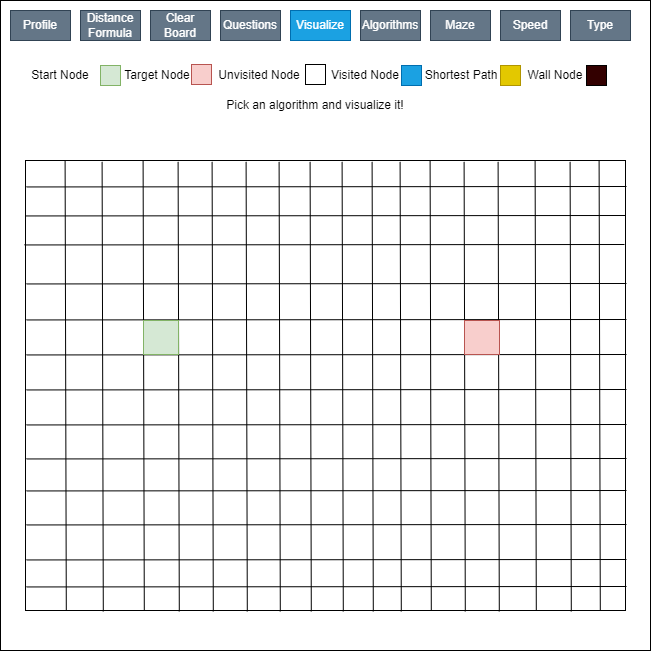 Profile
Distance
Formula
Clear
Board
Questions
Visualize
Algorithms
Maze
Speed
Type
Start Node Target Node Unvisited Node Visited Node Shortest Path Wall Node
Pick an algorithm and visualize it!